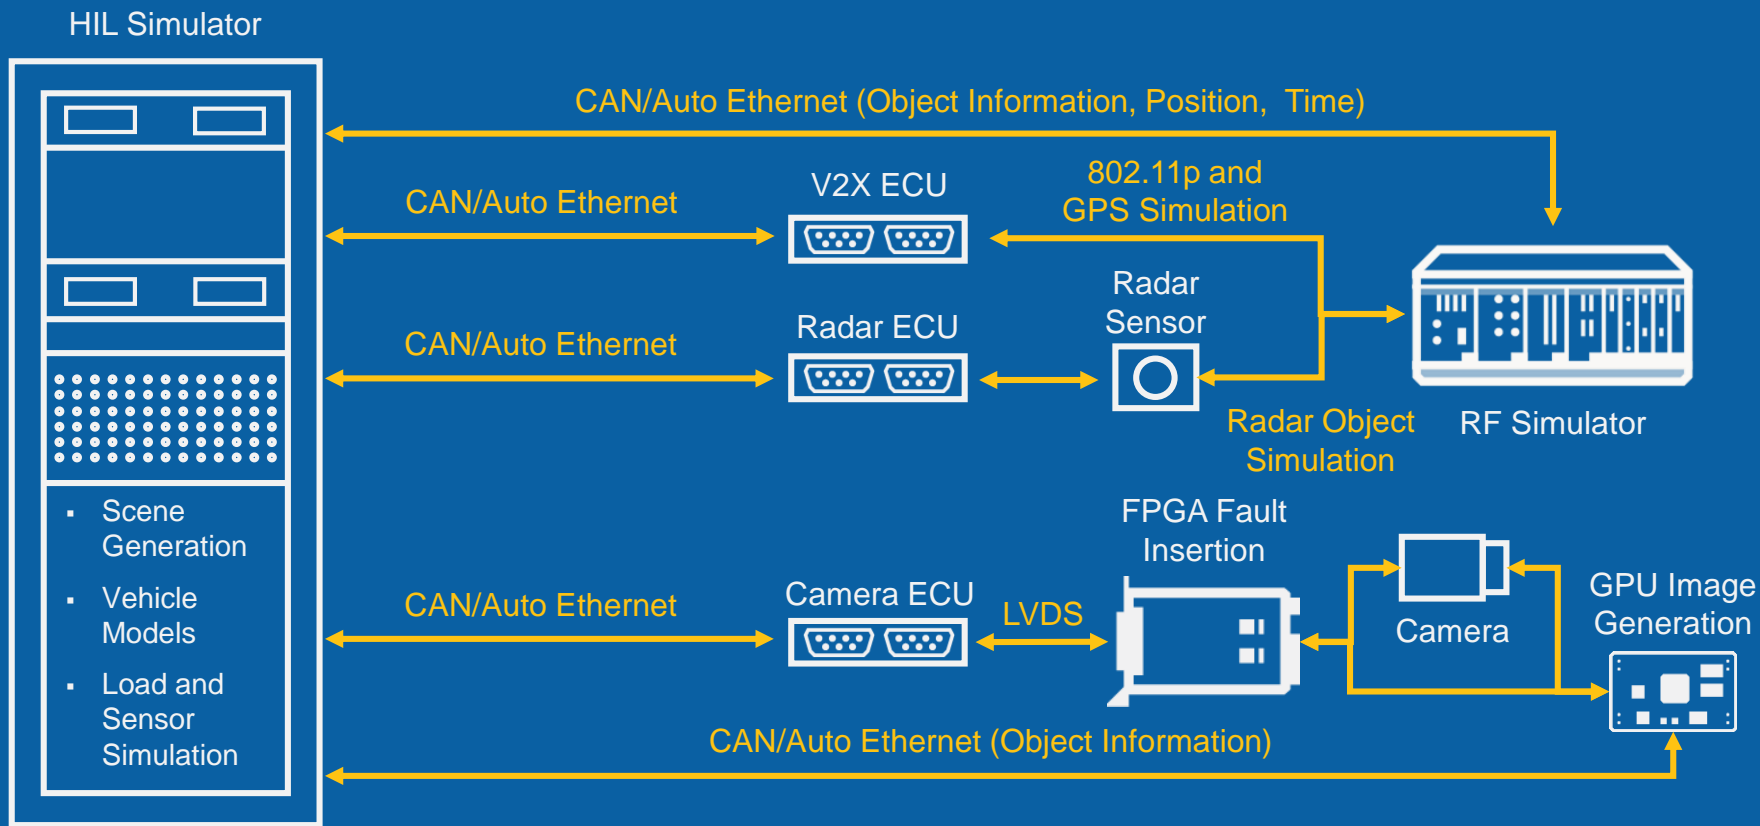 HIL Simulator
CAN/Auto Ethernet (Object Information, Position, Time)
CAN/Auto Ethernet
V2X ECU
802.11p and
GPS Simulation
CAN/Auto Ethernet
Radar ECU
Radar
Sensor
Radar Object
Simulation
RF Simulator
▪ Scene
Generation
▪ Vehicle
Models
▪ Load and
Sensor
Simulation
CAN/Auto Ethernet
Camera ECU
LVDS
FPGA Fault
Insertion
Camera
GPU Image
Generation
CAN/Auto Ethernet (Object Information)